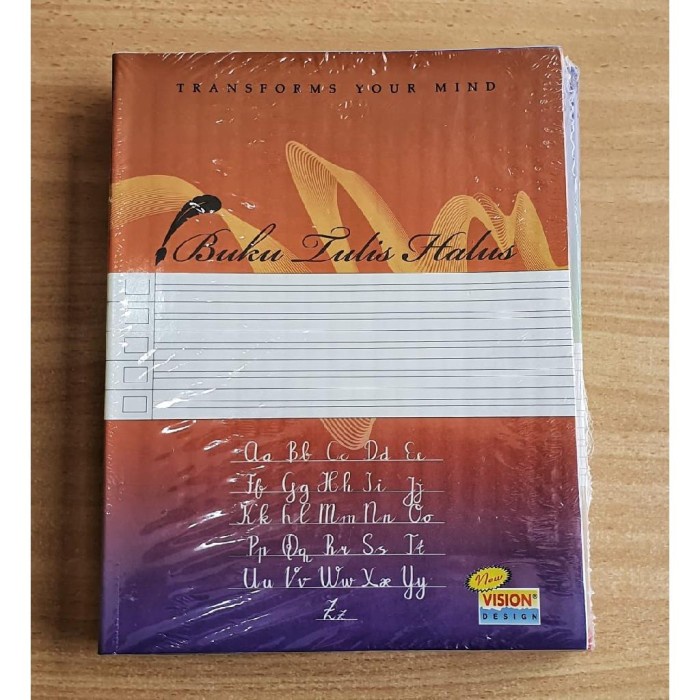 TRANSFORMS YOUR MIND
Buku Tulis Halus
Aa Bb Cc Dd Ee
Ff Gg Hh Ii Jj
Kk Ll Mm Nn Oo
Pp Qq Rr Ss Tt
Uu Vv Ww Xx Yy
Zz
New
VISION®
DESIGN